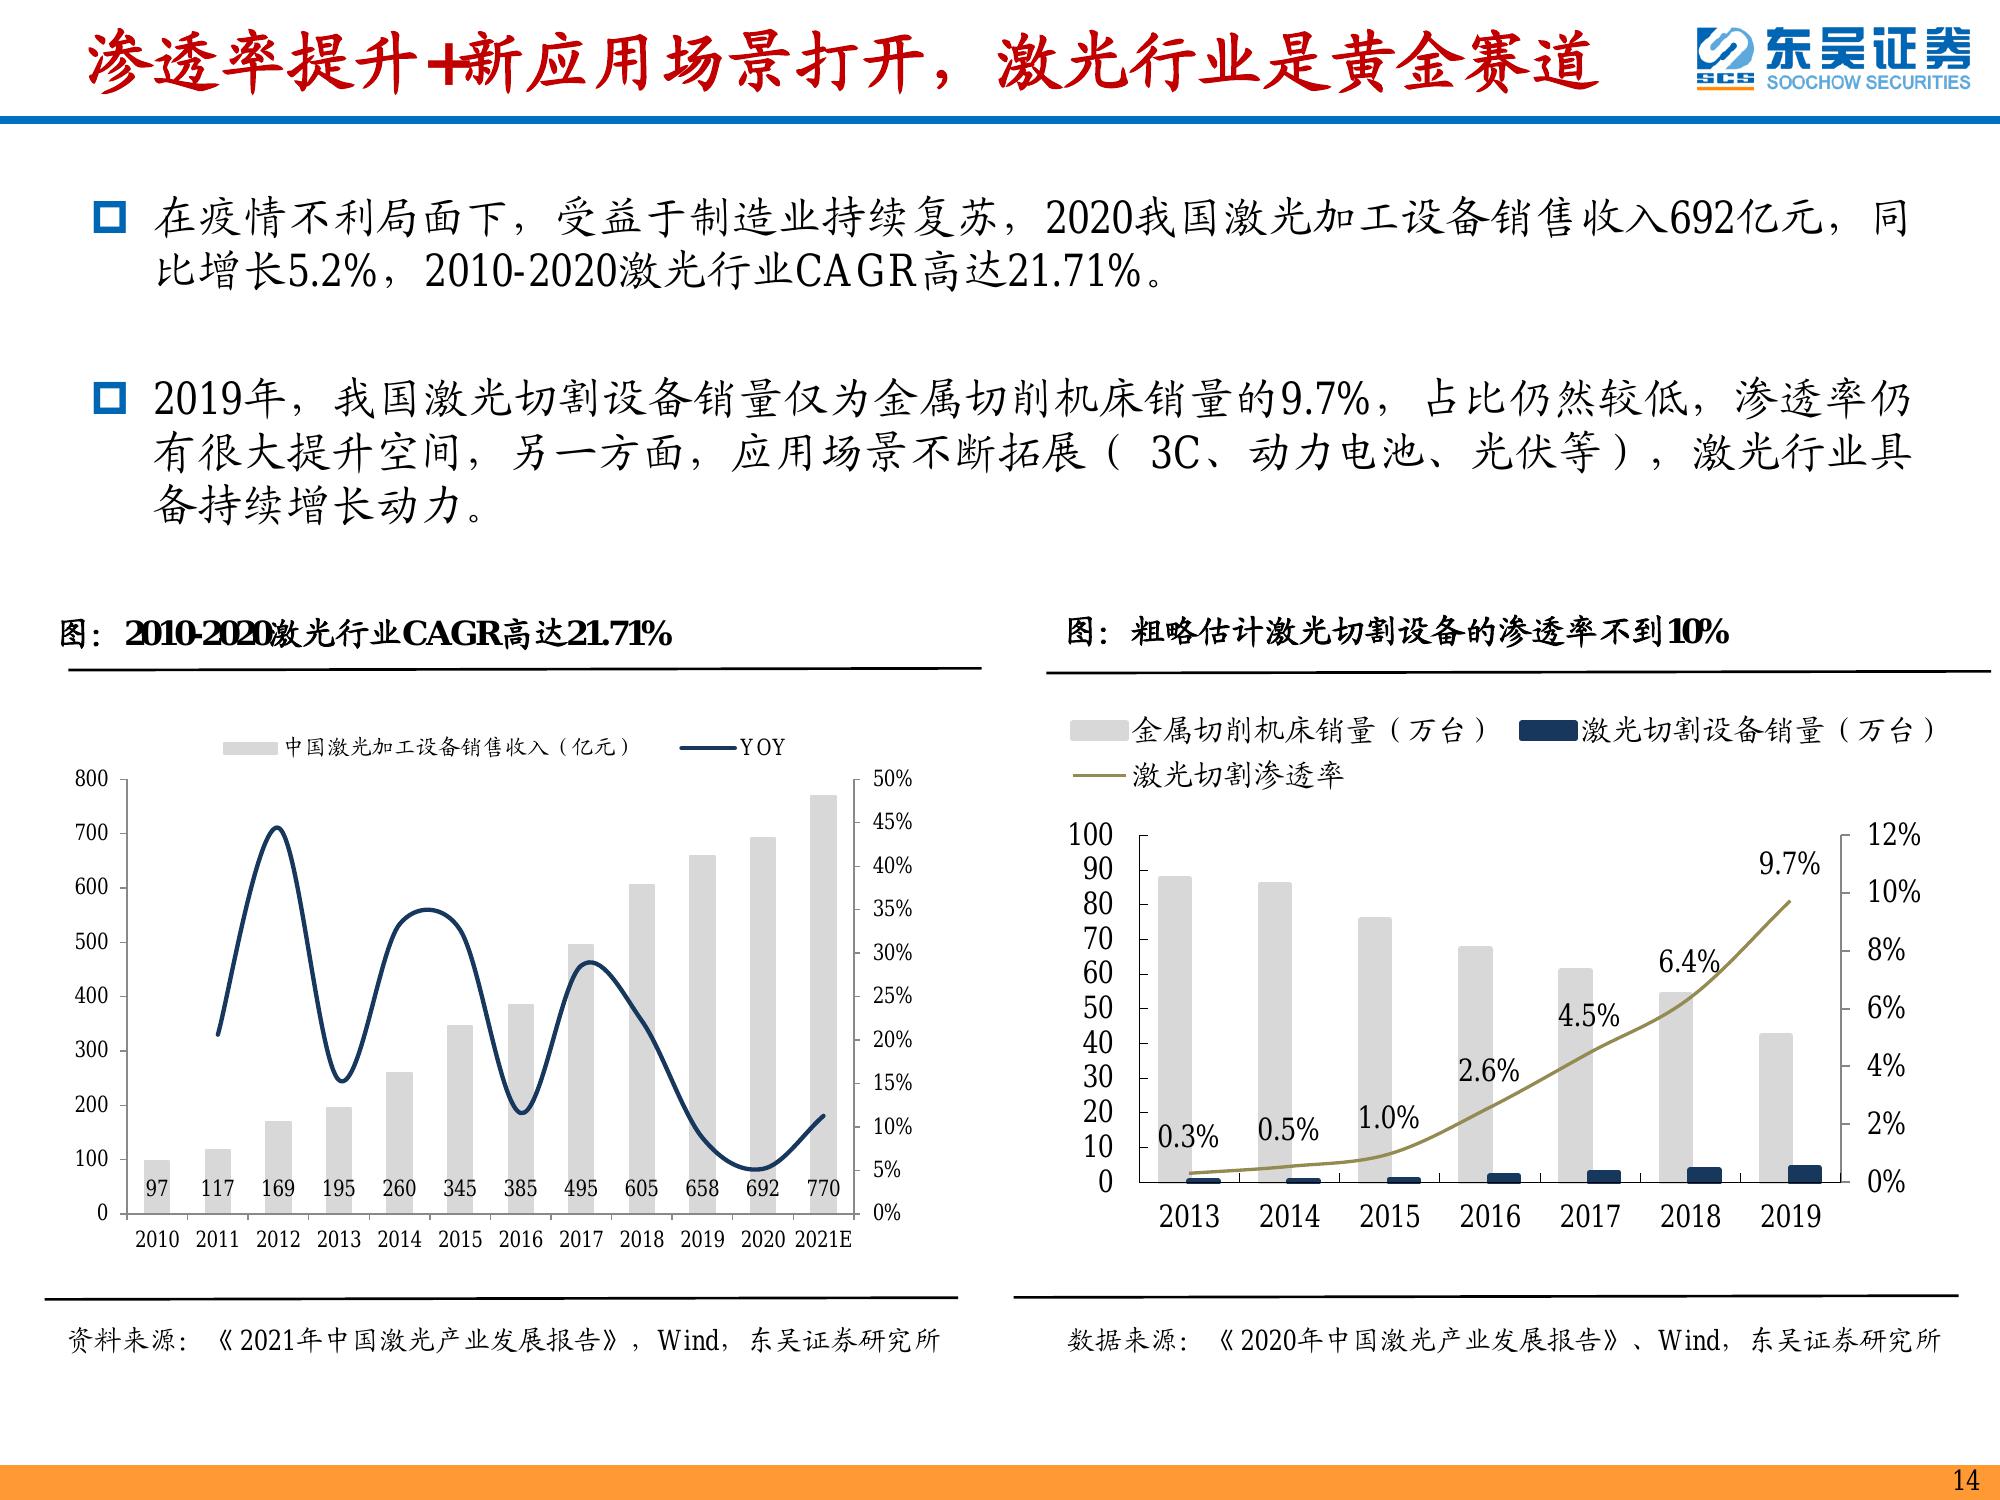 渗透率提升+新应用场景打开，激光行业是黄金赛道
东吴证券
SCS
SOOCHOW SECURITIES
在疫情不利局面下，受益于制造业持续复苏，2020我国激光加工设备销售收入692亿元，同
比增长5.2%，2010-2020激光行业CAGR高达21.71%。
2019年，我国激光切割设备销量仅为金属切削机床销量的9.7%，占比仍然较低，渗透率仍
有很大提升空间，另一方面，应用场景不断拓展（ 3C、动力电池、光伏等），激光行业具
备持续增长动力。
图：2010-2020激光行业CAGR高达21.71%
中国激光加工设备销售收入（亿元） YOY
800 50%
700 45%
600 40%
500 35%
400 30%
300 25%
200 20%
100 15%
0 10%
5%
0%
97 117 169 195 260 345 385 495 605 658 692 770
2010 2011 2012 2013 2014 2015 2016 2017 2018 2019 2020 2021E
资料来源：《2021年中国激光产业发展报告》，Wind，东吴证券研究所
图：粗略估计激光切割设备的渗透率不到10%
金属切削机床销量（万台） 激光切割设备销量（万台）
激光切割渗透率
100 12%
90 10%
80 8%
70 6%
60 4%
50 2%
40 0%
30
20
10
0
0.3% 0.5% 1.0% 2.6% 4.5% 6.4% 9.7%
2013 2014 2015 2016 2017 2018 2019
数据来源：《2020年中国激光产业发展报告》、Wind，东吴证券研究所
14